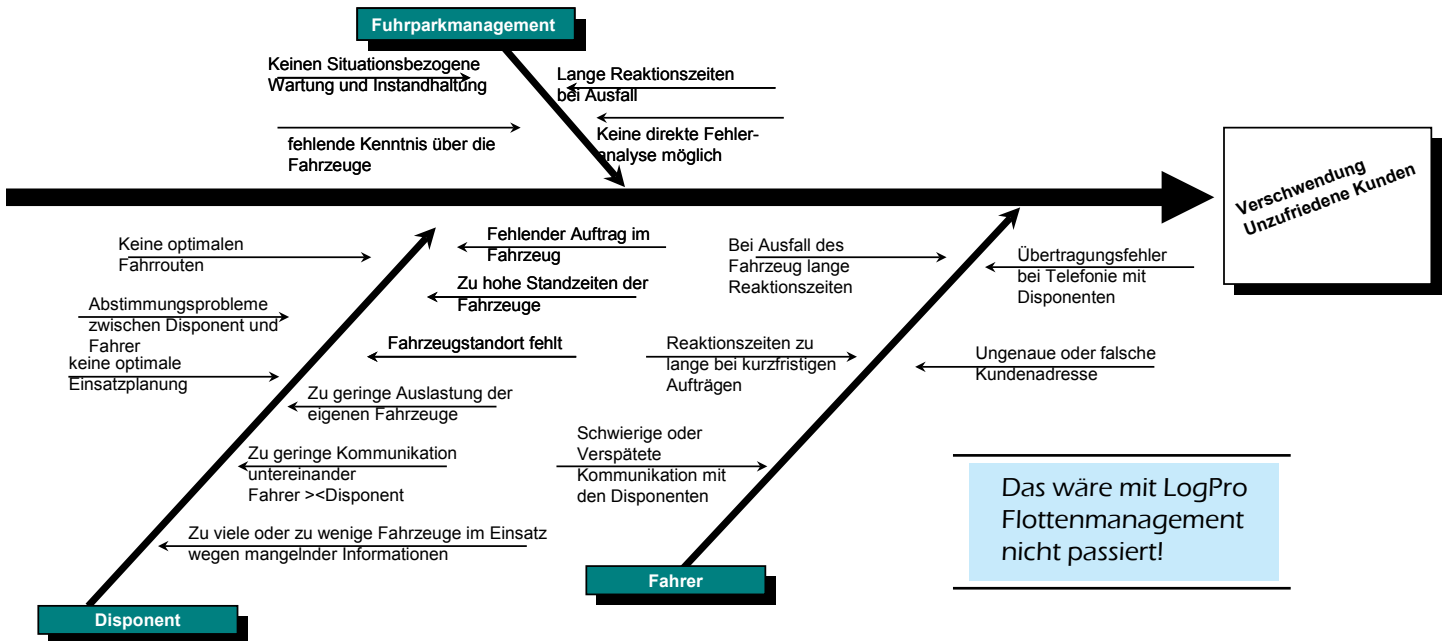 Fuhrparkmanagement
Keinen Situationsbezogene
Wartung und Instandhaltung
fehlende Kenntnis über die
Fahrzeuge
Lange Reaktionszeiten
bei Ausfall
Keine direkte Fehler-
analyse möglich
Verschwendung
Unzufriedene Kunden
Keine optimalen
Fahrrouten
Abstimmungsprobleme
zwischen Disponent und
Fahrer
keine optimale
Einsatzplanung
Fehlender Auftrag im
Fahrzeug
Zu hohe Standzeiten der
Fahrzeuge
Fahrzeugstandort fehlt
Zu geringe Auslastung der
eigenen Fahrzeuge
Zu geringe Kommunikation
untereinander
Fahrer ><Disponent
Zu viele oder zu wenige Fahrzeuge im Einsatz
wegen mangelnder Informationen
Disponent
Bei Ausfall des
Fahrzeug lange
Reaktionszeiten
Reaktionszeiten zu
lange bei kurzfristigen
Aufträgen
Schwierige oder
Verspätete
Kommunikation mit
den Disponenten
Übertragungsfehler
bei Telefonie mit
Disponenten
Ungenaue oder falsche
Kundenadresse
Fahrer
Das wäre mit LogPro
Flottenmanagement
nicht passiert!